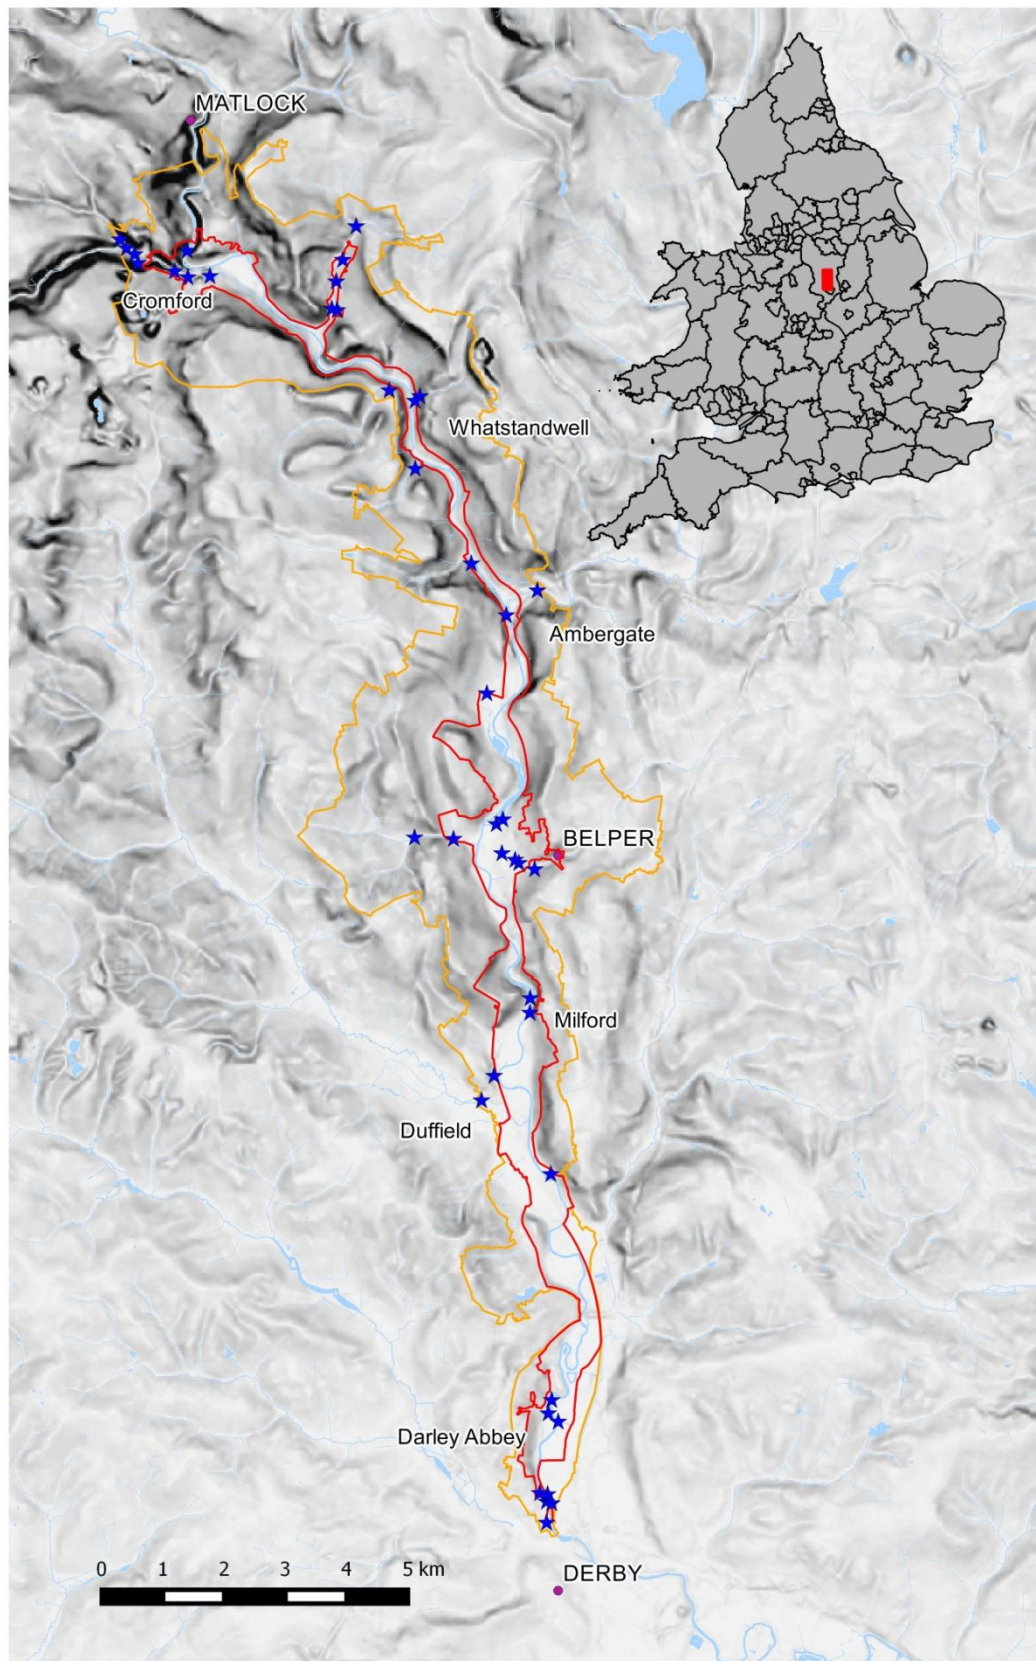 MATLOCK
Cromford
Whatstandwell
Ambergate
BELPER
Milford
Duffield
Darley Abbey
0 1 2 3 4 5 km
DERBY